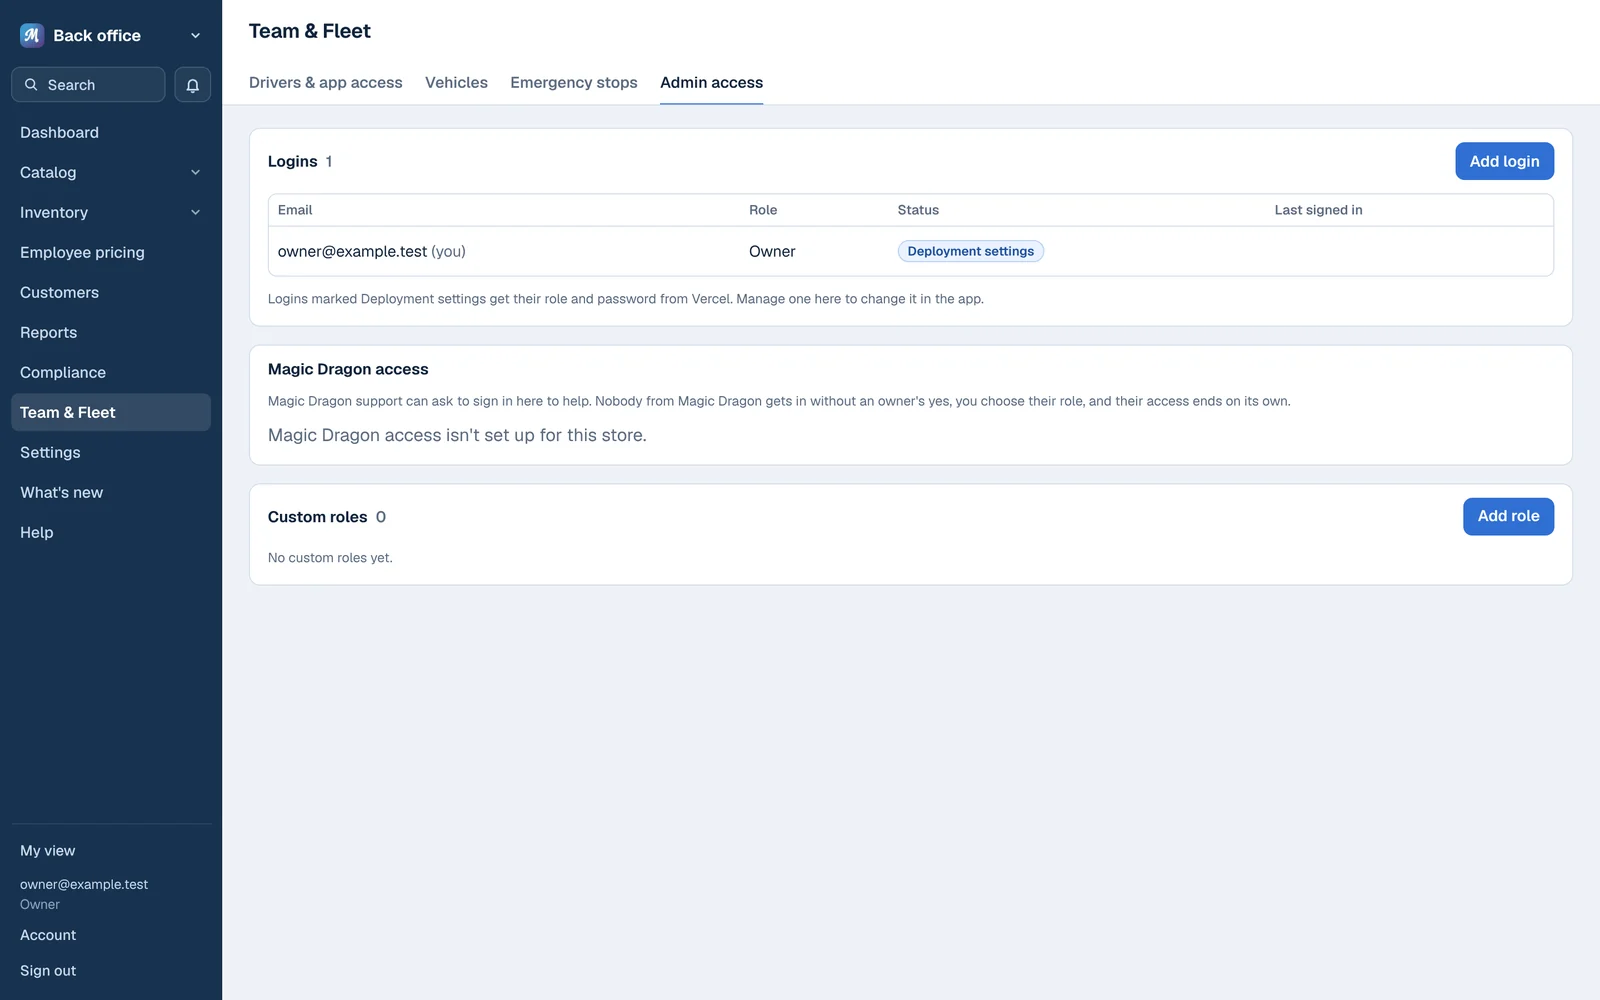 Back office
Search
Dashboard
Catalog
Inventory
Employee pricing
Customers
Reports
Compliance
Team & Fleet
Settings
What's new
Help
My view
owner@example.test
Owner
Account
Sign out
Team & Fleet
Drivers & app access Vehicles Emergency stops Admin access
Logins 1
Add login
Email Role Status Last signed in
owner@example.test (you) Owner Deployment settings
Logins marked Deployment settings get their role and password from Vercel. Manage one here to change it in the app.
Magic Dragon access
Magic Dragon support can ask to sign in here to help. Nobody from Magic Dragon gets in without an owner's yes, you choose their role, and their access ends on its own.
Magic Dragon access isn't set up for this store.
Custom roles 0
Add role
No custom roles yet.